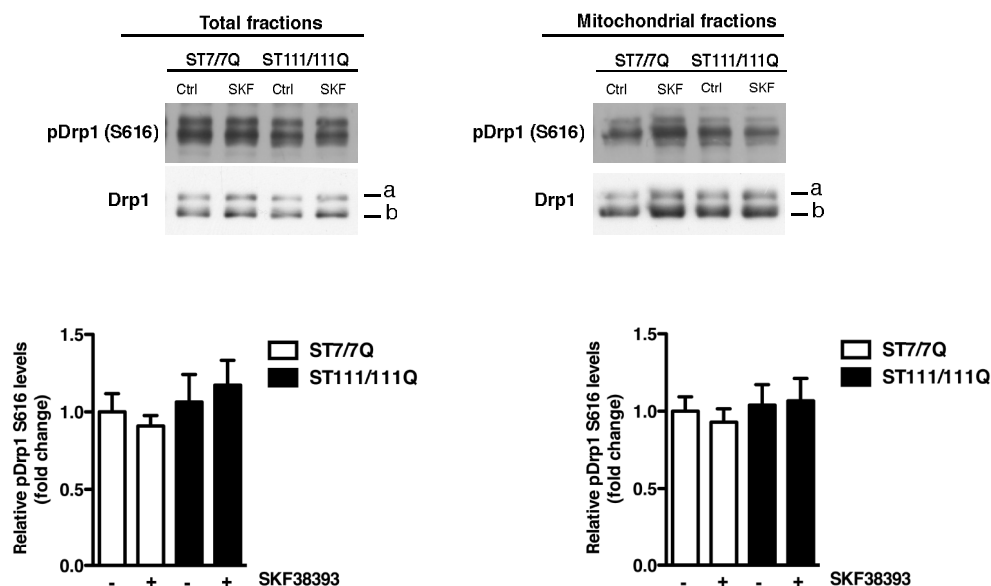 Total fractions
ST7/7Q ST111/111Q
Ctrl SKF Ctrl SKF
pDrp1 (S616)
Drp1
a
b
Mitochondrial fractions
ST7/7Q ST111/111Q
Ctrl SKF Ctrl SKF
pDrp1 (S616)
Drp1
a
b
Relative pDrp1 S616 levels
(fold change)
1.5
1.0
0.5
0.0
- + - + SKF38393
ST7/7Q
ST111/111Q
Relative pDrp1 S616 levels
(fold change)
1.5
1.0
0.5
0.0
- + - + SKF38393
ST7/7Q
ST111/111Q